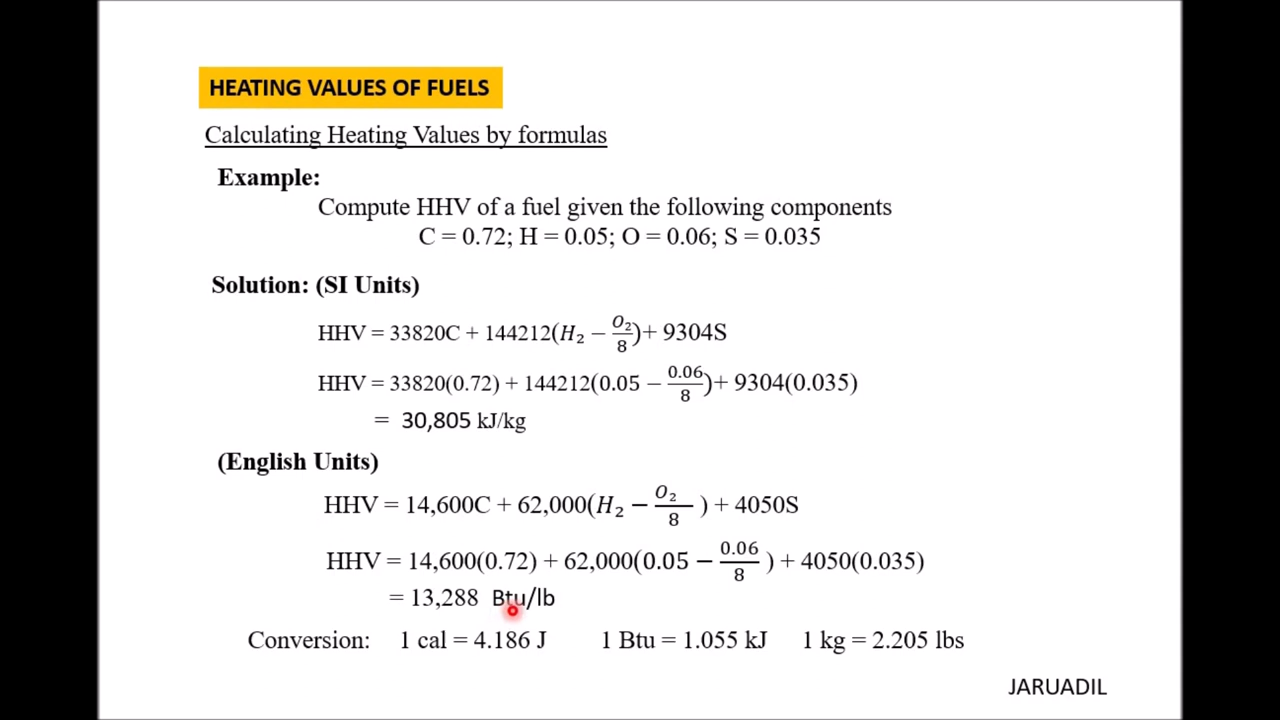 HEATING VALUES OF FUELS
Calculating Heating Values by formulas
Example:
Compute HHV of a fuel given the following components
C = 0.72; H = 0.05; O = 0.06; S = 0.035
Solution: (SI Units)
HHV = 33820C + 144212(H₂ − O₂/8)+ 9304S
HHV = 33820(0.72) + 144212(0.05 − 0.06/8)+ 9304(0.035)
= 30,805 kJ/kg
(English Units)
HHV = 14,600C + 62,000(H₂ − O₂/8 ) + 4050S
HHV = 14,600(0.72) + 62,000(0.05 − 0.06/8 ) + 4050(0.035)
= 13,288 Btu/lb
Conversion: 1 cal = 4.186 J 1 Btu = 1.055 kJ 1 kg = 2.205 lbs
JARUADIL